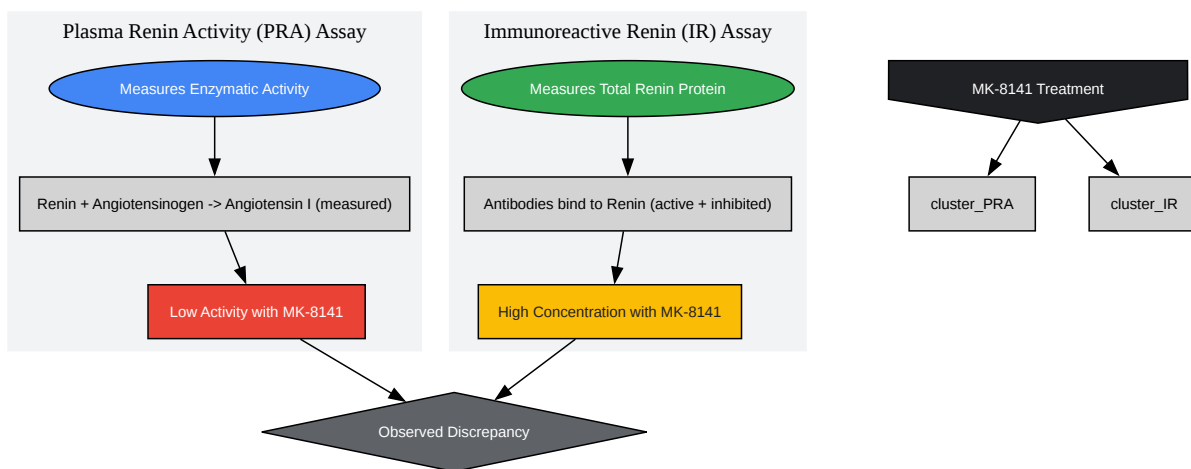 Plasma Renin Activity (PRA) Assay
Immunoreactive Renin (IR) Assay
Measures Enzymatic Activity
Measures Total Renin Protein
MK-8141 Treatment
Renin + Angiotensinogen -> Angiotensin I (measured)
Antibodies bind to Renin (active + inhibited)
cluster_PRA
cluster_IR
Low Activity with MK-8141
High Concentration with MK-8141
Observed Discrepancy